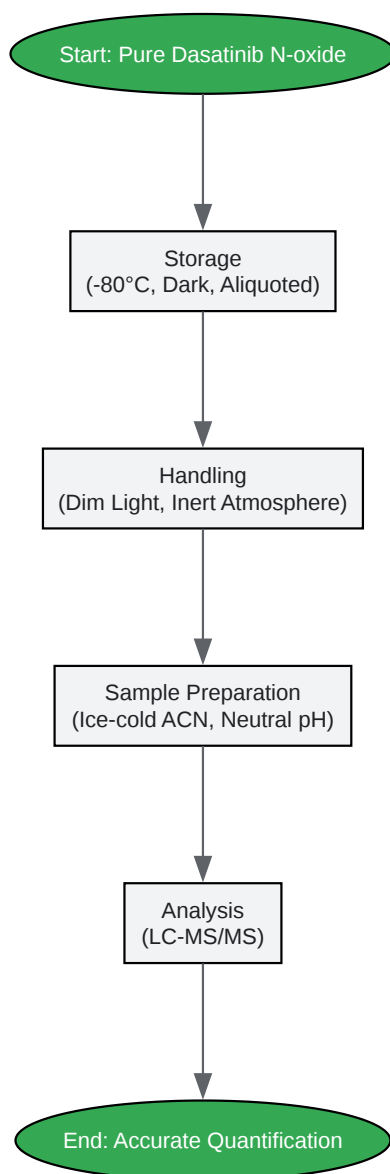 Start: Pure Dasatinib N-oxide
Storage
(-80°C, Dark, Aliquoted)
Handling
(Dim Light, Inert Atmosphere)
Sample Preparation
(Ice-cold ACN, Neutral pH)
Analysis
(LC-MS/MS)
End: Accurate Quantification